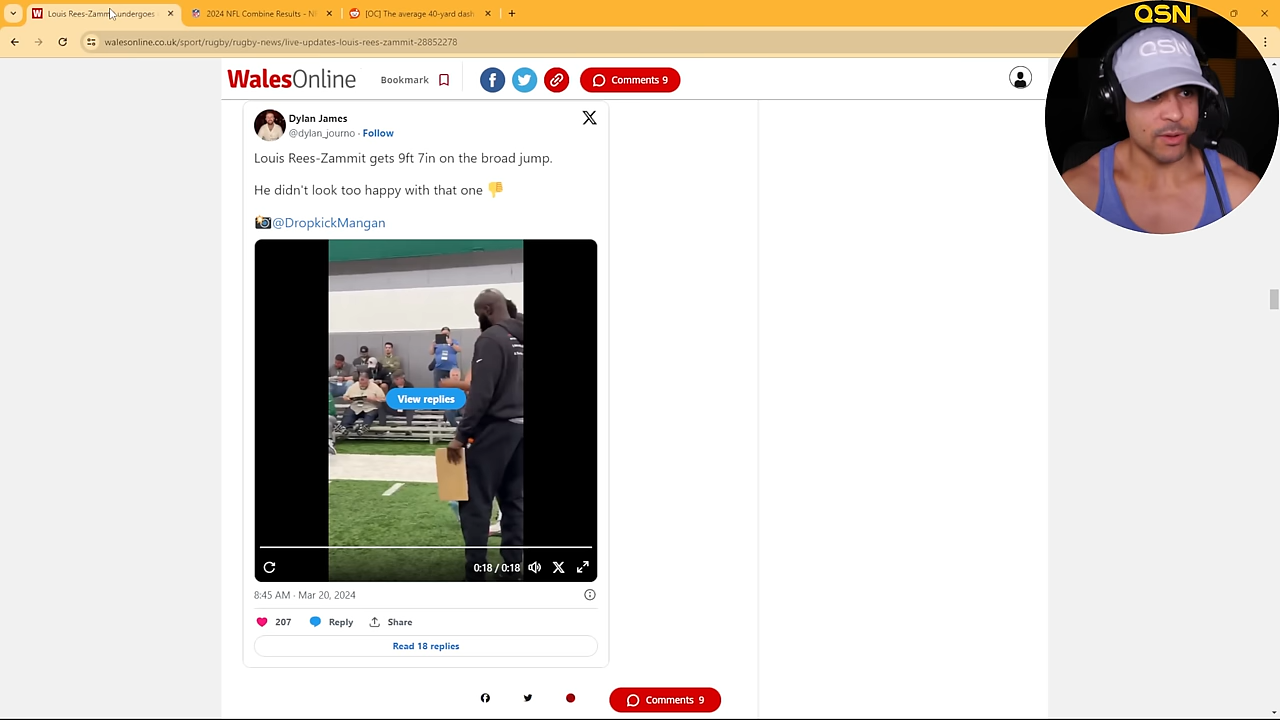 Louis Rees-Zammit undergoes
2024 NFL Combine Results - N
[OC] The average 40-yard dash
walesonline.co.uk/sport/rugby/rugby-news/live-updates-louis-rees-zammit-28852278
QSN
QSN
WalesOnline
Bookmark
Comments 9
Dylan James
@dylan_journo · Follow
Louis Rees-Zammit gets 9ft 7in on the broad jump.
He didn't look too happy with that one 👎
📸@DropkickMangan
View replies
0:18 / 0:18
8:45 AM · Mar 20, 2024
207
Reply
Share
Read 18 replies
Comments 9